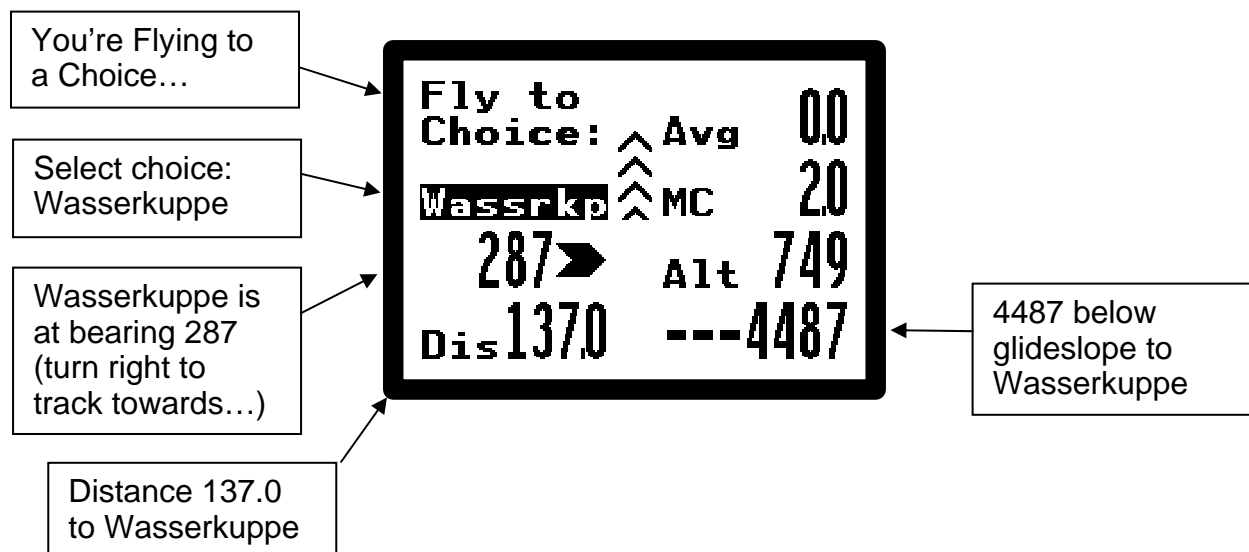 You’re Flying to
a Choice…
Select choice:
Wasserkuppe
Wasserkuppe is
at bearing 287
(turn right to
track towards…)
Distance 137.0
to Wasserkuppe
Fly to
Choice:
Wassrkp
287
Dis 137.0
Avg 0.0
MC 2.0
Alt 749
---4487
4487 below
glideslope to
Wasserkuppe